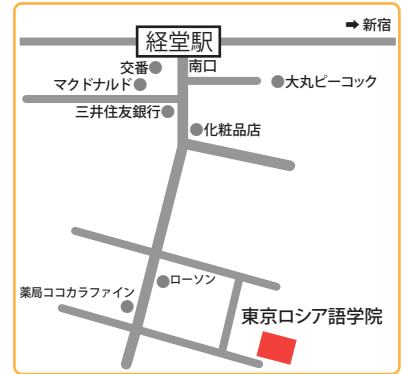 ➡ 新宿
経堂駅
交番
南口
マクドナルド
大丸ピーコック
三井住友銀行
化粧品店
ローソン
薬局ココカラファイン
東京ロシア語学院